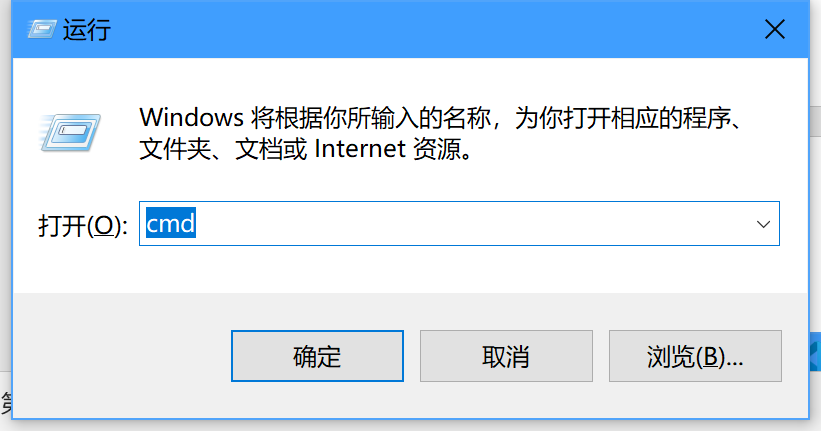 运行
Windows 将根据你所输入的名称，为你打开相应的程序、
文件夹、文档或 Internet 资源。
打开(O):
cmd
确定
取消
浏览(B)...